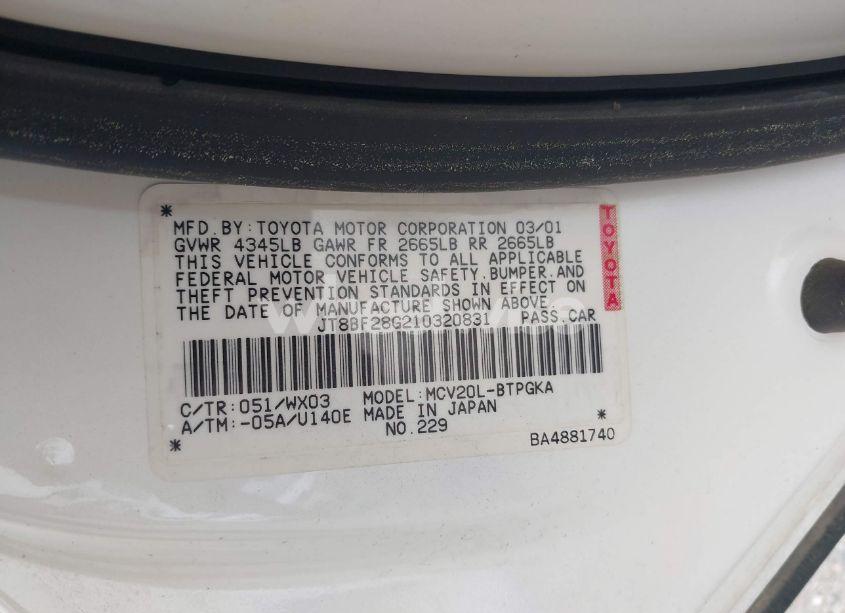 MFD.BY:TOYOTA MOTOR CORPORATION 03/01
GVWR 4345LB GAWR FR 2665LB RR 2665LB
THIS VEHICLE CONFORMS TO ALL APPLICABLE
FEDERAL MOTOR VEHICLE SAFETY.BUMPER.AND
THEFT PREVENTION STANDARDS IN EFFECT ON
THE DATE OF MANUFACTURE SHOWN ABOVE.
JT8BF28G210320831 PASS.CAR
TOYOTA
C/TR:051/WX03 MODEL:MCV20L-BTPGKA
A/TM:-05A/U140E MADE IN JAPAN
NO.229
BA4881740